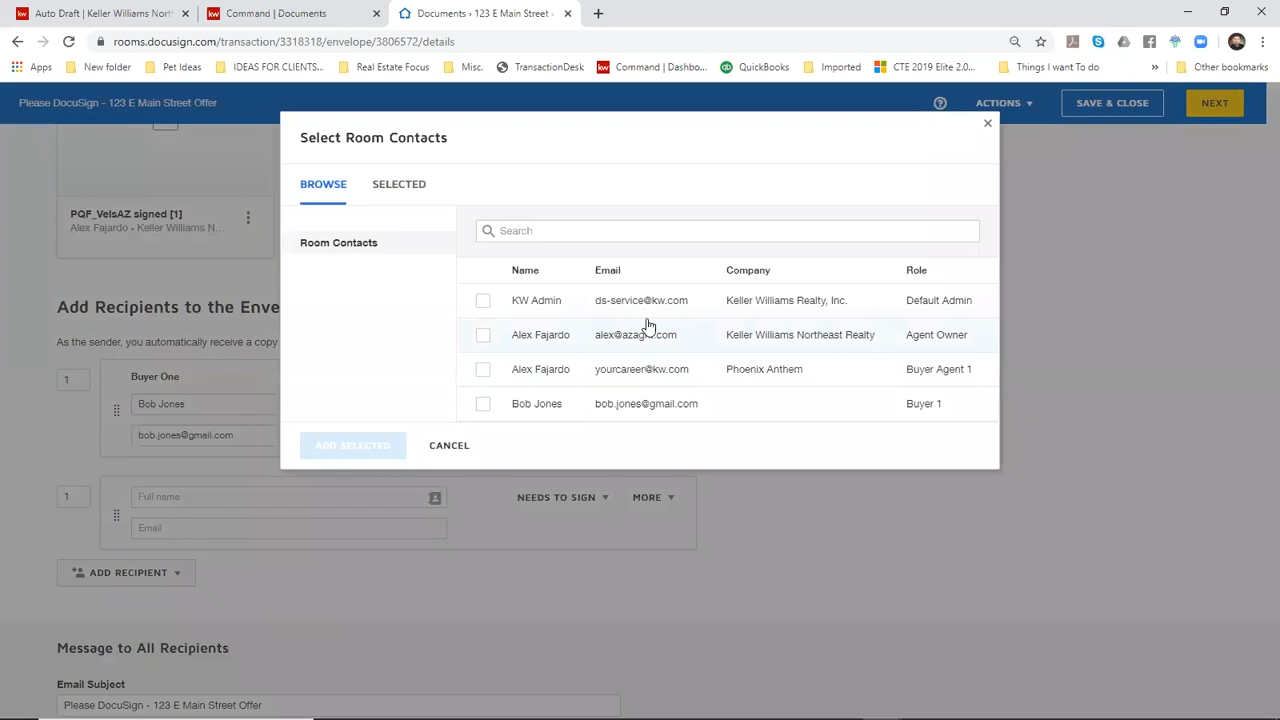 Auto Draft | Keller Williams Nort
Command | Documents
Documents › 123 E Main Street
rooms.docusign.com/transaction/3318318/envelope/3806572/details
Apps
New folder
Pet Ideas
IDEAS FOR CLIENTS...
Real Estate Focus
Misc.
TransactionDesk
Command | Dashbo...
QuickBooks
Imported
CTE 2019 Elite 2.0...
Things I want To do
»
Other bookmarks
Please DocuSign - 123 E Main Street Offer
ACTIONS
SAVE & CLOSE
NEXT
Select Room Contacts
BROWSE
SELECTED
Room Contacts
Search
Name Email Company Role
KW Admin ds-service@kw.com Keller Williams Realty, Inc. Default Admin
Alex Fajardo Keller Williams Northeast Realty Agent Owner
Alex Fajardo yourcareer@kw.com Phoenix Anthem Buyer Agent 1
Bob Jones bob.jones@gmail.com Buyer 1
ADD SELECTED
CANCEL
PQF_VelsAZ signed [1]
Alex Fajardo • Keller Williams N...
Add Recipients to the Enve
As the sender, you automatically receive a copy
1
Buyer One
Bob Jones
bob.jones@gmail.com
1
Full name
NEEDS TO SIGN
MORE
Email
ADD RECIPIENT
Message to All Recipients
Email Subject
Please DocuSign - 123 E Main Street Offer